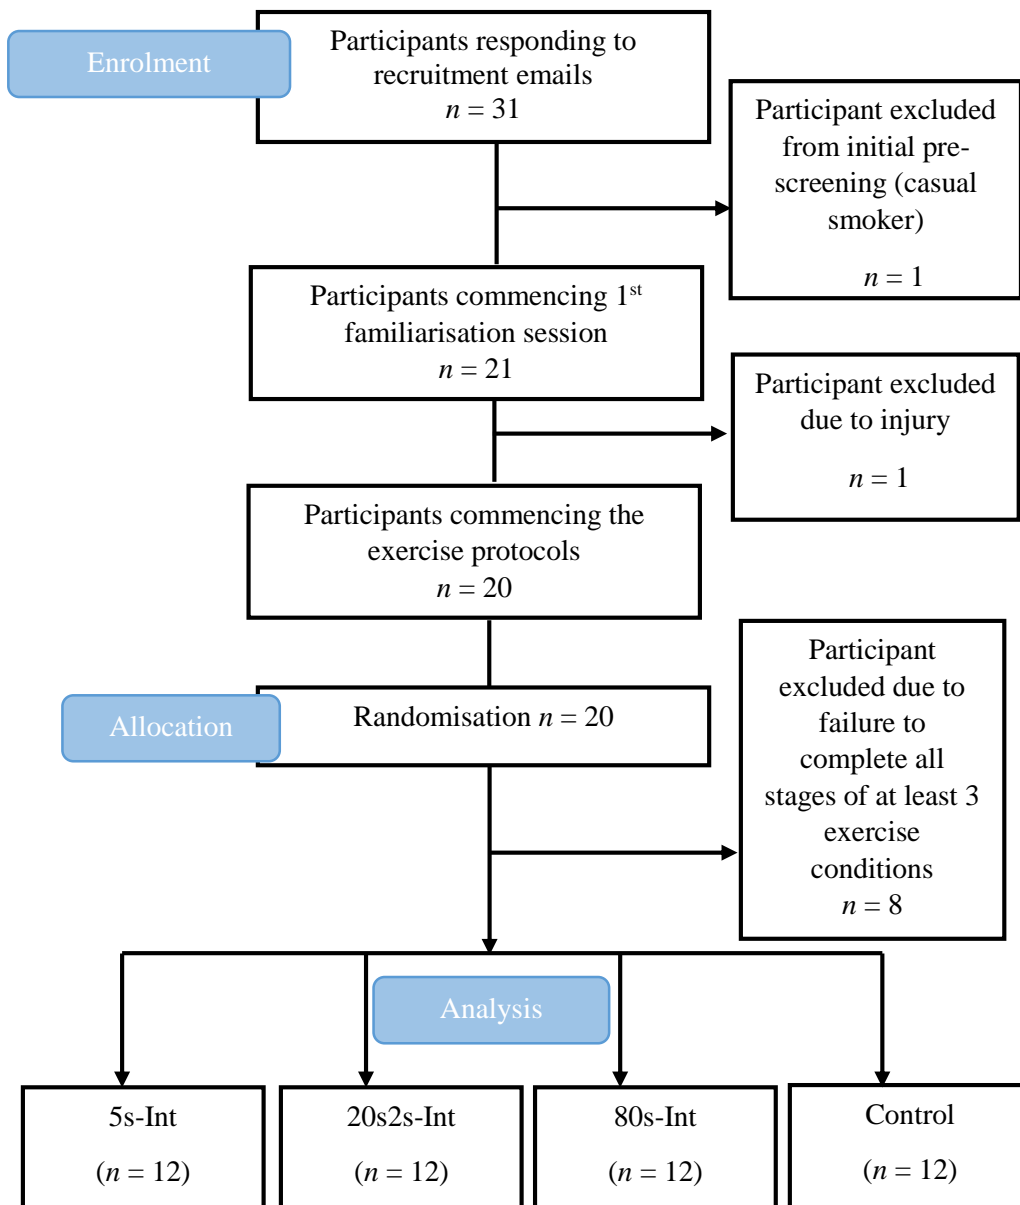 Enrolment
Participants responding to
recruitment emails
n = 31
Participant excluded
from initial pre-
screening (casual
smoker)
n = 1
Participants commencing 1st
familiarisation session
n = 21
Participant excluded
due to injury
n = 1
Participants commencing the
exercise protocols
n = 20
Participant
excluded due to
failure to
complete all
stages of at least 3
exercise
conditions
n = 8
Allocation
Randomisation n = 20
Analysis
5s-Int
(n = 12)
20s2s-Int
(n = 12)
80s-Int
(n = 12)
Control
(n = 12)